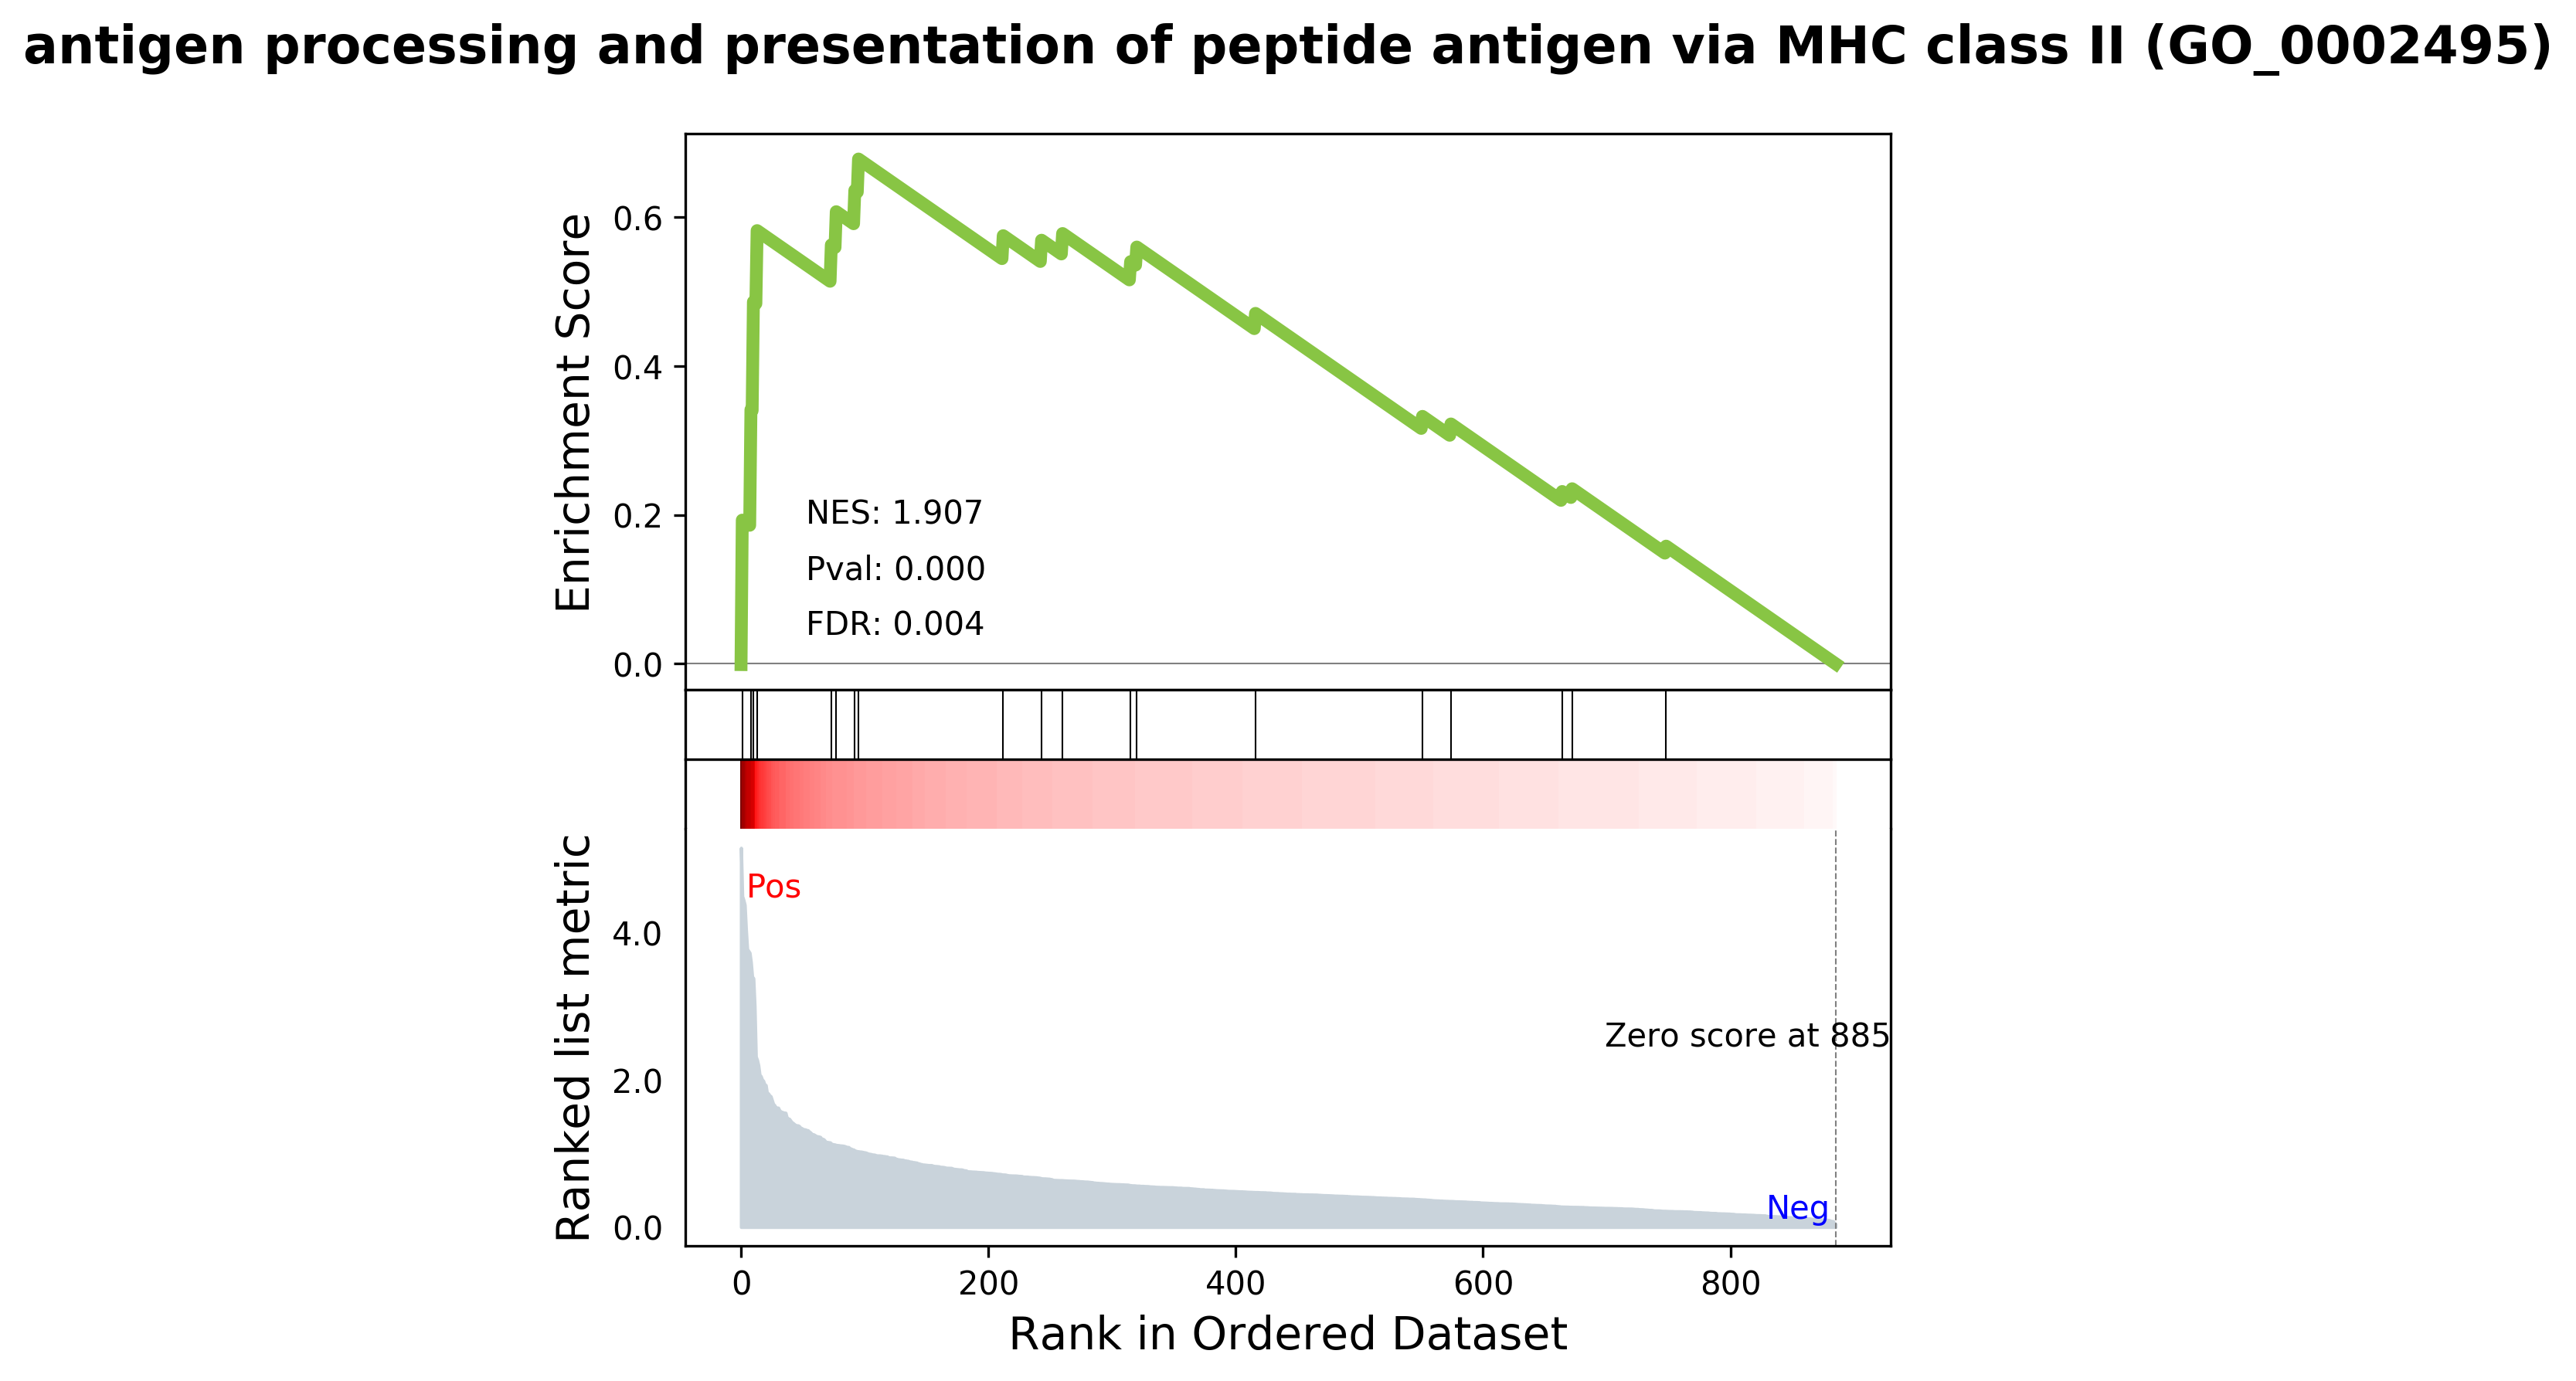 antigen processing and presentation of peptide antigen via MHC class II (GO_0002495)
Enrichment Score
0.6
0.4
0.2
0.0
NES: 1.907
Pval: 0.000
FDR: 0.004
Ranked list metric
4.0
2.0
0.0
Pos
Zero score at 885
Neg
0
200
400
600
800
Rank in Ordered Dataset